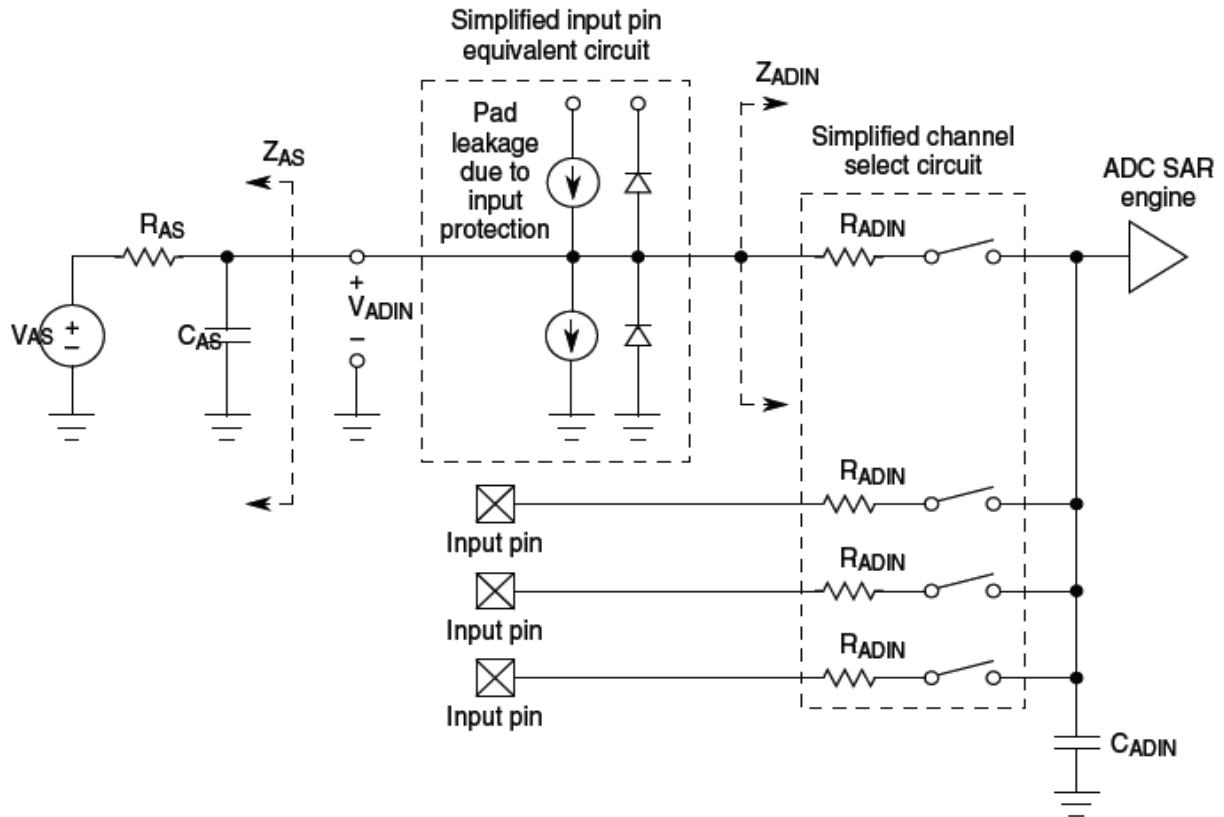 Simplified input pin
equivalent circuit
Pad
leakage
due to
input
protection
ZADIN
Simplified channel
select circuit
ADC SAR
engine
ZAS
RAS
RADIN
+
VADIN
−
VAS
+
−
CAS
RADIN
Input pin
RADIN
Input pin
RADIN
Input pin
CADIN